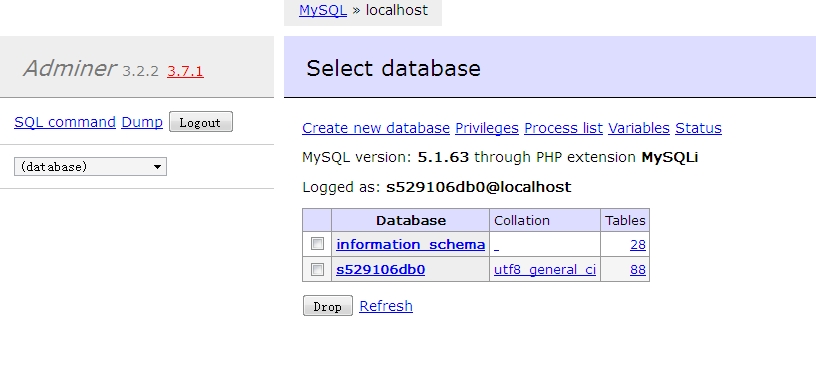 MySQL » localhost
Adminer 3.2.2 3.7.1
Select database
SQL command Dump Logout
(database)
Create new database Privileges Process list Variables Status
MySQL version: 5.1.63 through PHP extension MySQLi
Logged as: s529106db0@localhost
Database Collation Tables
information_schema 28
s529106db0 utf8_general_ci 88
Drop Refresh